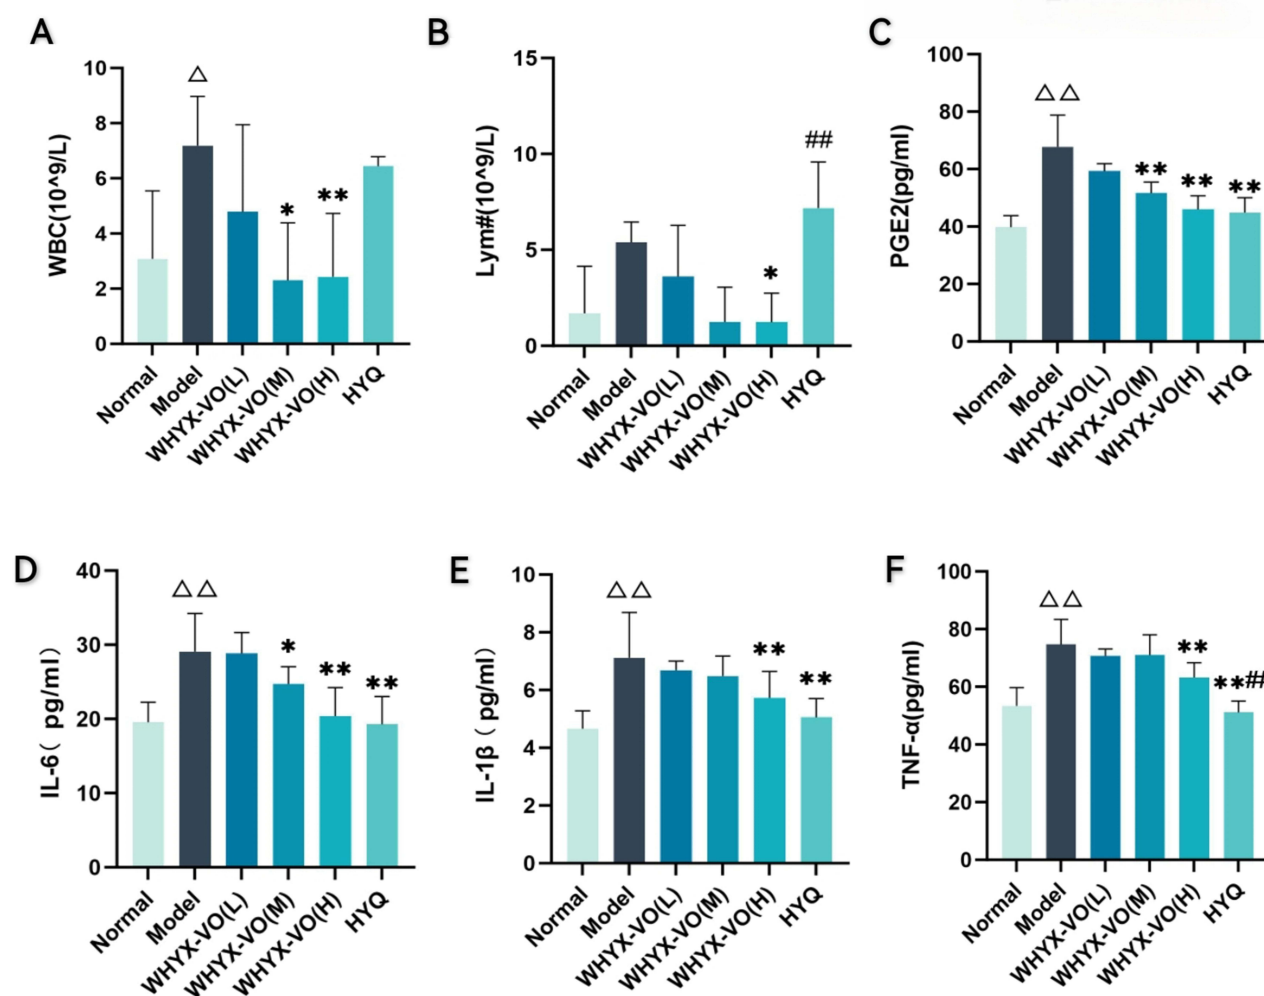 A
WBC(10^9/L)
10
8
6
4
2
0
△
*
**
Normal
Model
WHYX-VO(L)
WHYX-VO(M)
WHYX-VO(H)
HYQ
B
Lym#(10^9/L)
15
10
5
0
*
##
Normal
Model
WHYX-VO(L)
WHYX-VO(M)
WHYX-VO(H)
HYQ
C
PGE2(pg/ml)
100
80
60
40
20
0
△△
**
**
**
Normal
Model
WHYX-VO(L)
WHYX-VO(M)
WHYX-VO(H)
HYQ
D
IL-6（ pg/ml）
40
30
20
10
0
△△
*
**
**
Normal
Model
WHYX-VO(L)
WHYX-VO(M)
WHYX-VO(H)
HYQ
E
IL-1β（ pg/ml）
10
8
6
4
2
0
△△
**
**
Normal
Model
WHYX-VO(L)
WHYX-VO(M)
WHYX-VO(H)
HYQ
F
TNF-α(pg/ml)
100
80
60
40
20
0
△△
**
**##
Normal
Model
WHYX-VO(L)
WHYX-VO(M)
WHYX-VO(H)
HYQ